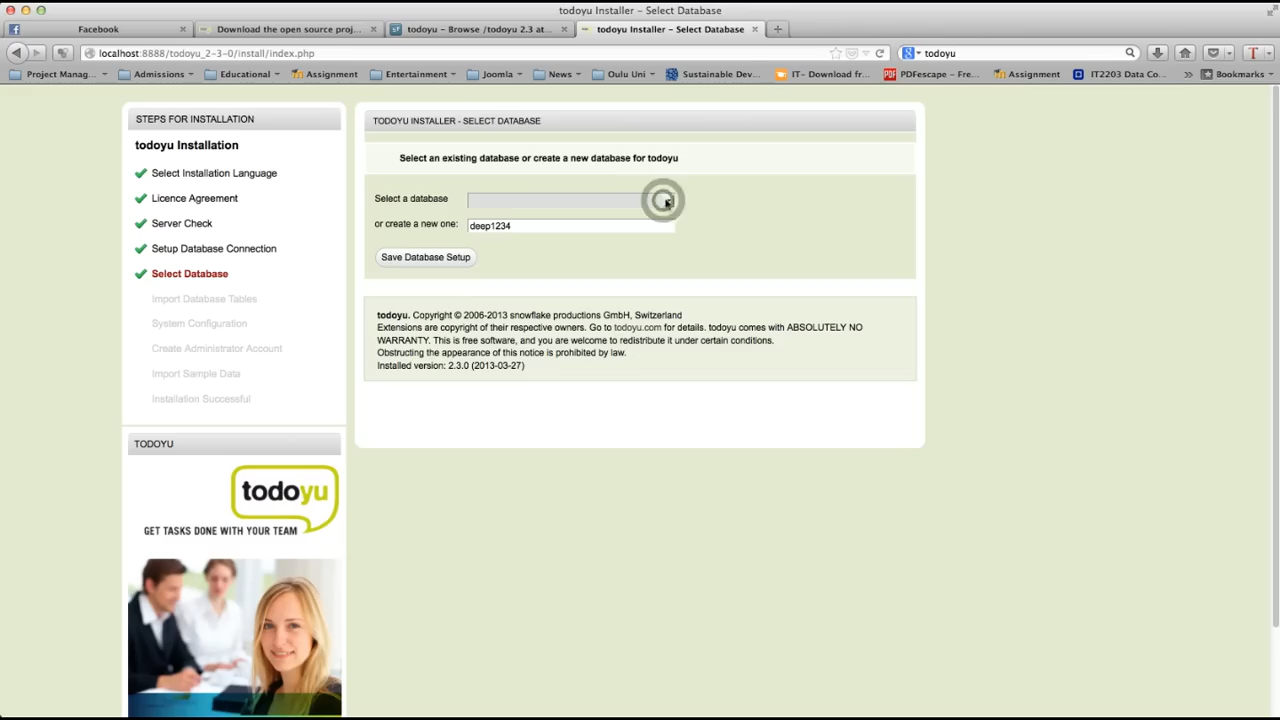 todoyu Installer – Select Database
Facebook
Download the open source proj...
todoyu - Browse /todoyu 2.3 at...
todoyu Installer – Select Database
localhost:8888/todoyu_2-3-0/install/index.php
todoyu
Project Manag...
Admissions
Educational
Assignment
Entertainment
Joomla
News
Oulu Uni
Sustainable Dev...
IT- Download fr...
PDFescape - Fre...
Assignment
IT2203 Data Co...
Bookmarks
STEPS FOR INSTALLATION
todoyu Installation
Select Installation Language
Licence Agreement
Server Check
Setup Database Connection
Select Database
Import Database Tables
System Configuration
Create Administrator Account
Import Sample Data
Installation Successful
TODOYU
todoyu
GET TASKS DONE WITH YOUR TEAM
TODOYU INSTALLER - SELECT DATABASE
Select an existing database or create a new database for todoyu
Select a database
or create a new one: deep1234
Save Database Setup
todoyu. Copyright © 2006-2013 snowflake productions GmbH, Switzerland
Extensions are copyright of their respective owners. Go to todoyu.com for details. todoyu comes with ABSOLUTELY NO
WARRANTY. This is free software, and you are welcome to redistribute it under certain conditions.
Obstructing the appearance of this notice is prohibited by law.
Installed version: 2.3.0 (2013-03-27)